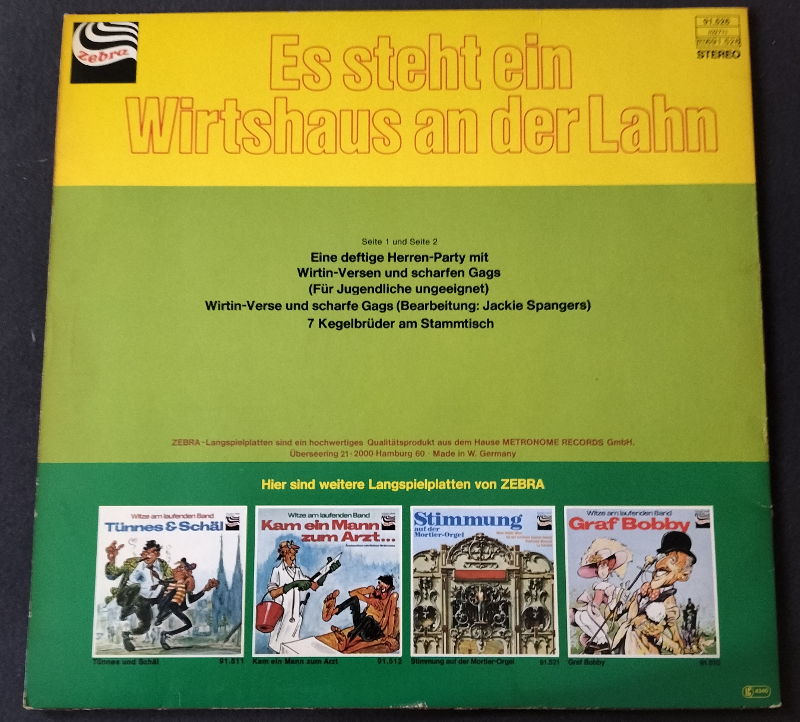 Zebra
Es steht ein
Wirtshaus an der Lahn
91.526
STEREO
Seite 1 und Seite 2
Eine deftige Herren-Party mit
Wirtin-Versen und scharfen Gags
(Für Jugendliche ungeeignet)
Wirtin-Verse und scharfe Gags (Bearbeitung: Jackie Spangers)
7 Kegelbrüder am Stammtisch
ZEBRA-Langspielplatten sind ein hochwertiges Qualitätsprodukt aus dem Hause METRONOME RECORDS GmbH.
Überseering 21 · 2000 Hamburg 60 · Made in W. Germany
Hier sind weitere Langspielplatten von ZEBRA
Witze am laufenden Band
Tünnes & Schäl
Witze am laufenden Band
Kam ein Mann
zum Arzt...
Stimmung
auf der
Mortier-Orgel
Witze am laufenden Band
Graf Bobby
Tünnes und Schäl 91.511
Kam ein Mann zum Arzt 91.512
Stimmung auf der Mortier-Orgel 91.521
Graf Bobby